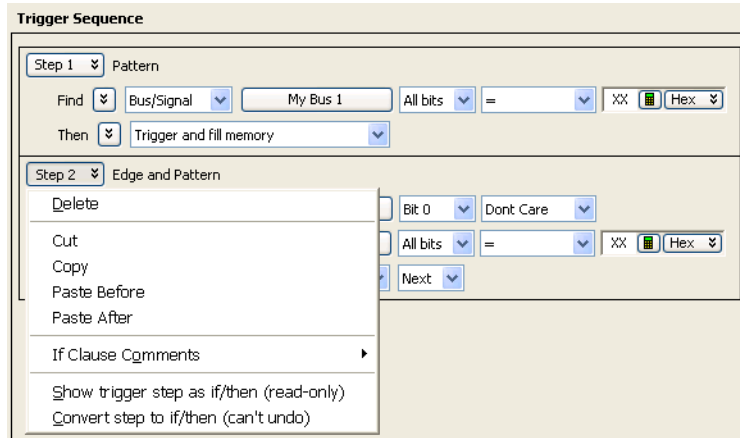 Trigger Sequence
Step 1 Pattern
Find Bus/Signal My Bus 1 All bits = XX Hex
Then Trigger and fill memory
Step 2 Edge and Pattern
Bit 0 Dont Care
All bits = XX Hex
Next
Delete
Cut
Copy
Paste Before
Paste After
If Clause Comments
Show trigger step as if/then (read-only)
Convert step to if/then (can't undo)